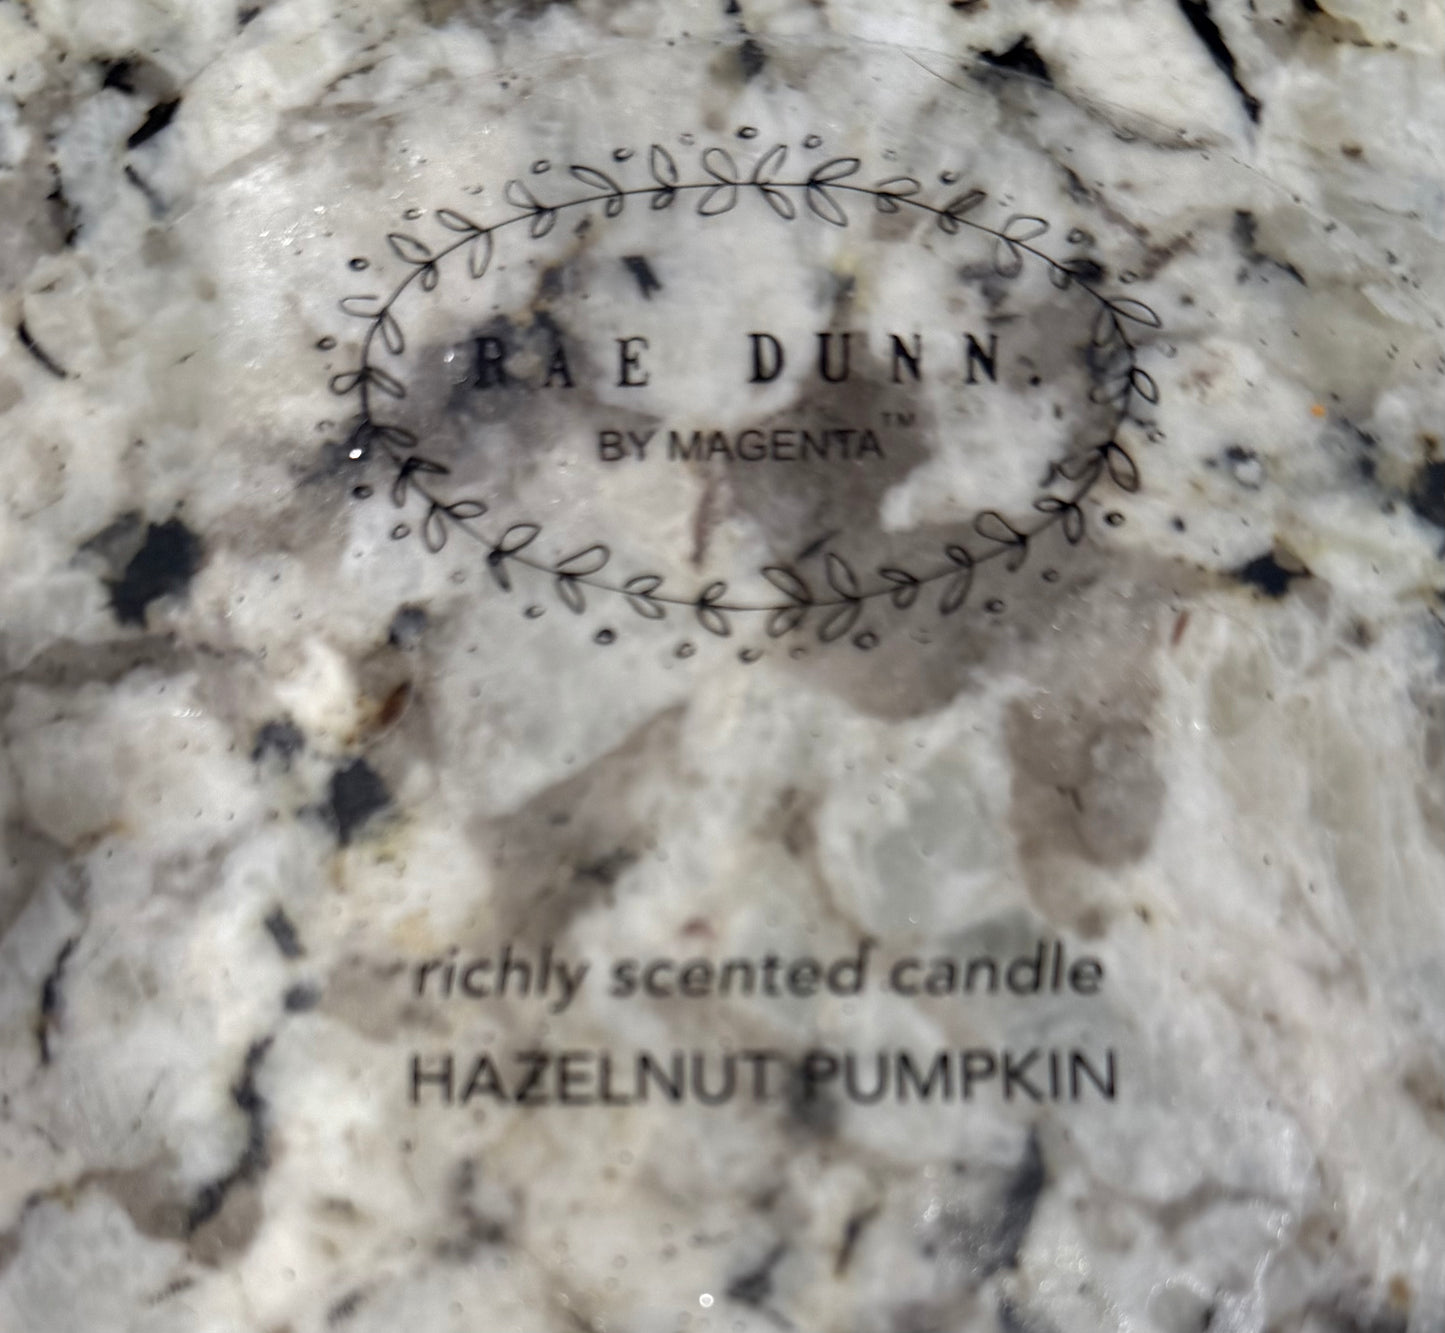 RAE DUNN.
BY MAGENTA™
richly scented candle
HAZELNUT PUMPKIN